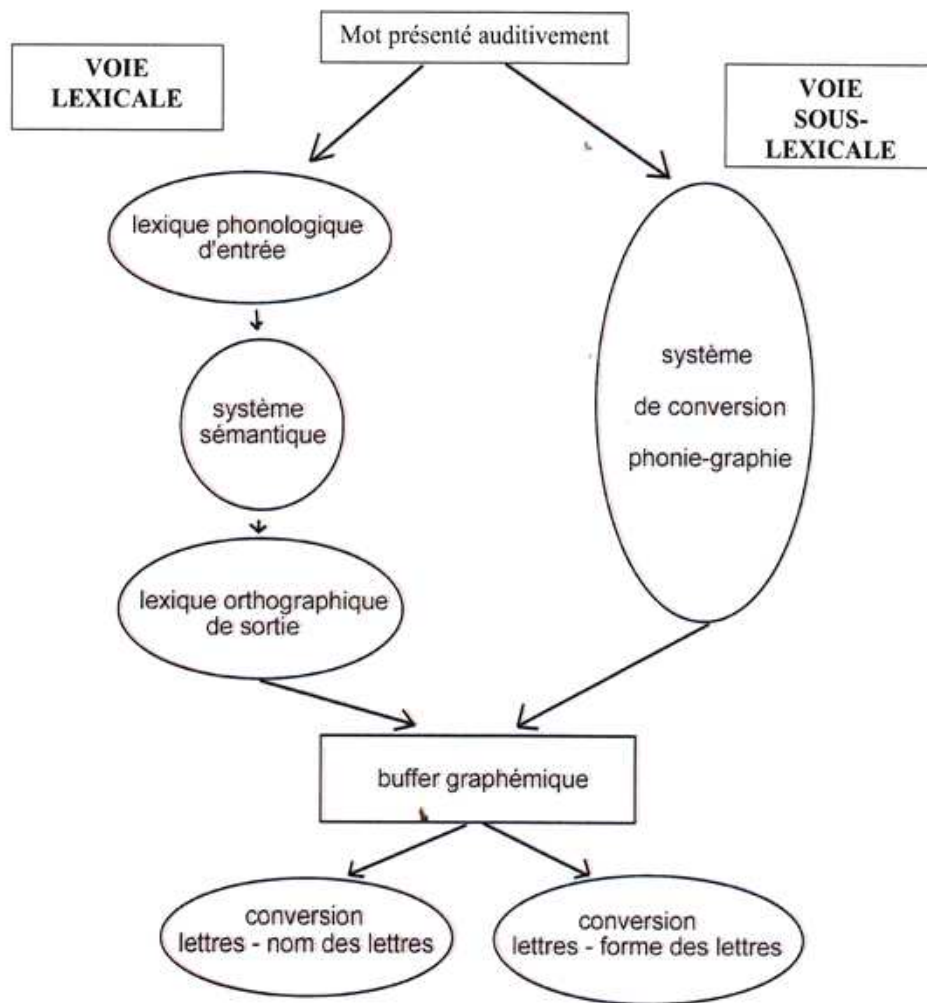 Mot présenté auditivement
VOIE
LEXICALE
VOIE
SOUS-
LEXICALE
lexique phonologique
d'entrée
système
sémantique
système
de conversion
phonie-graphie
lexique orthographique
de sortie
buffer graphémique
conversion
lettres - nom des lettres
conversion
lettres - forme des lettres